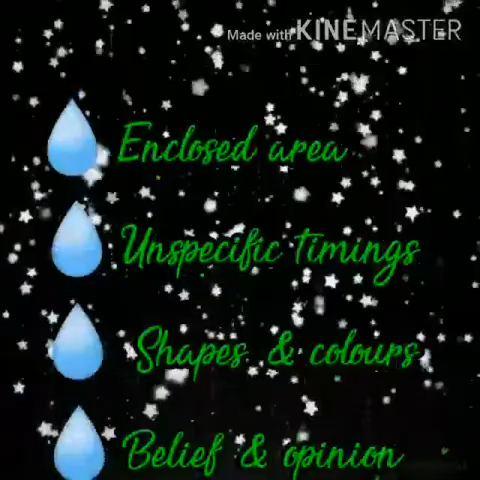 Made with KINEMASTER
Enclosed area
Unspecific timings
Shapes & colours
Belief & opinion